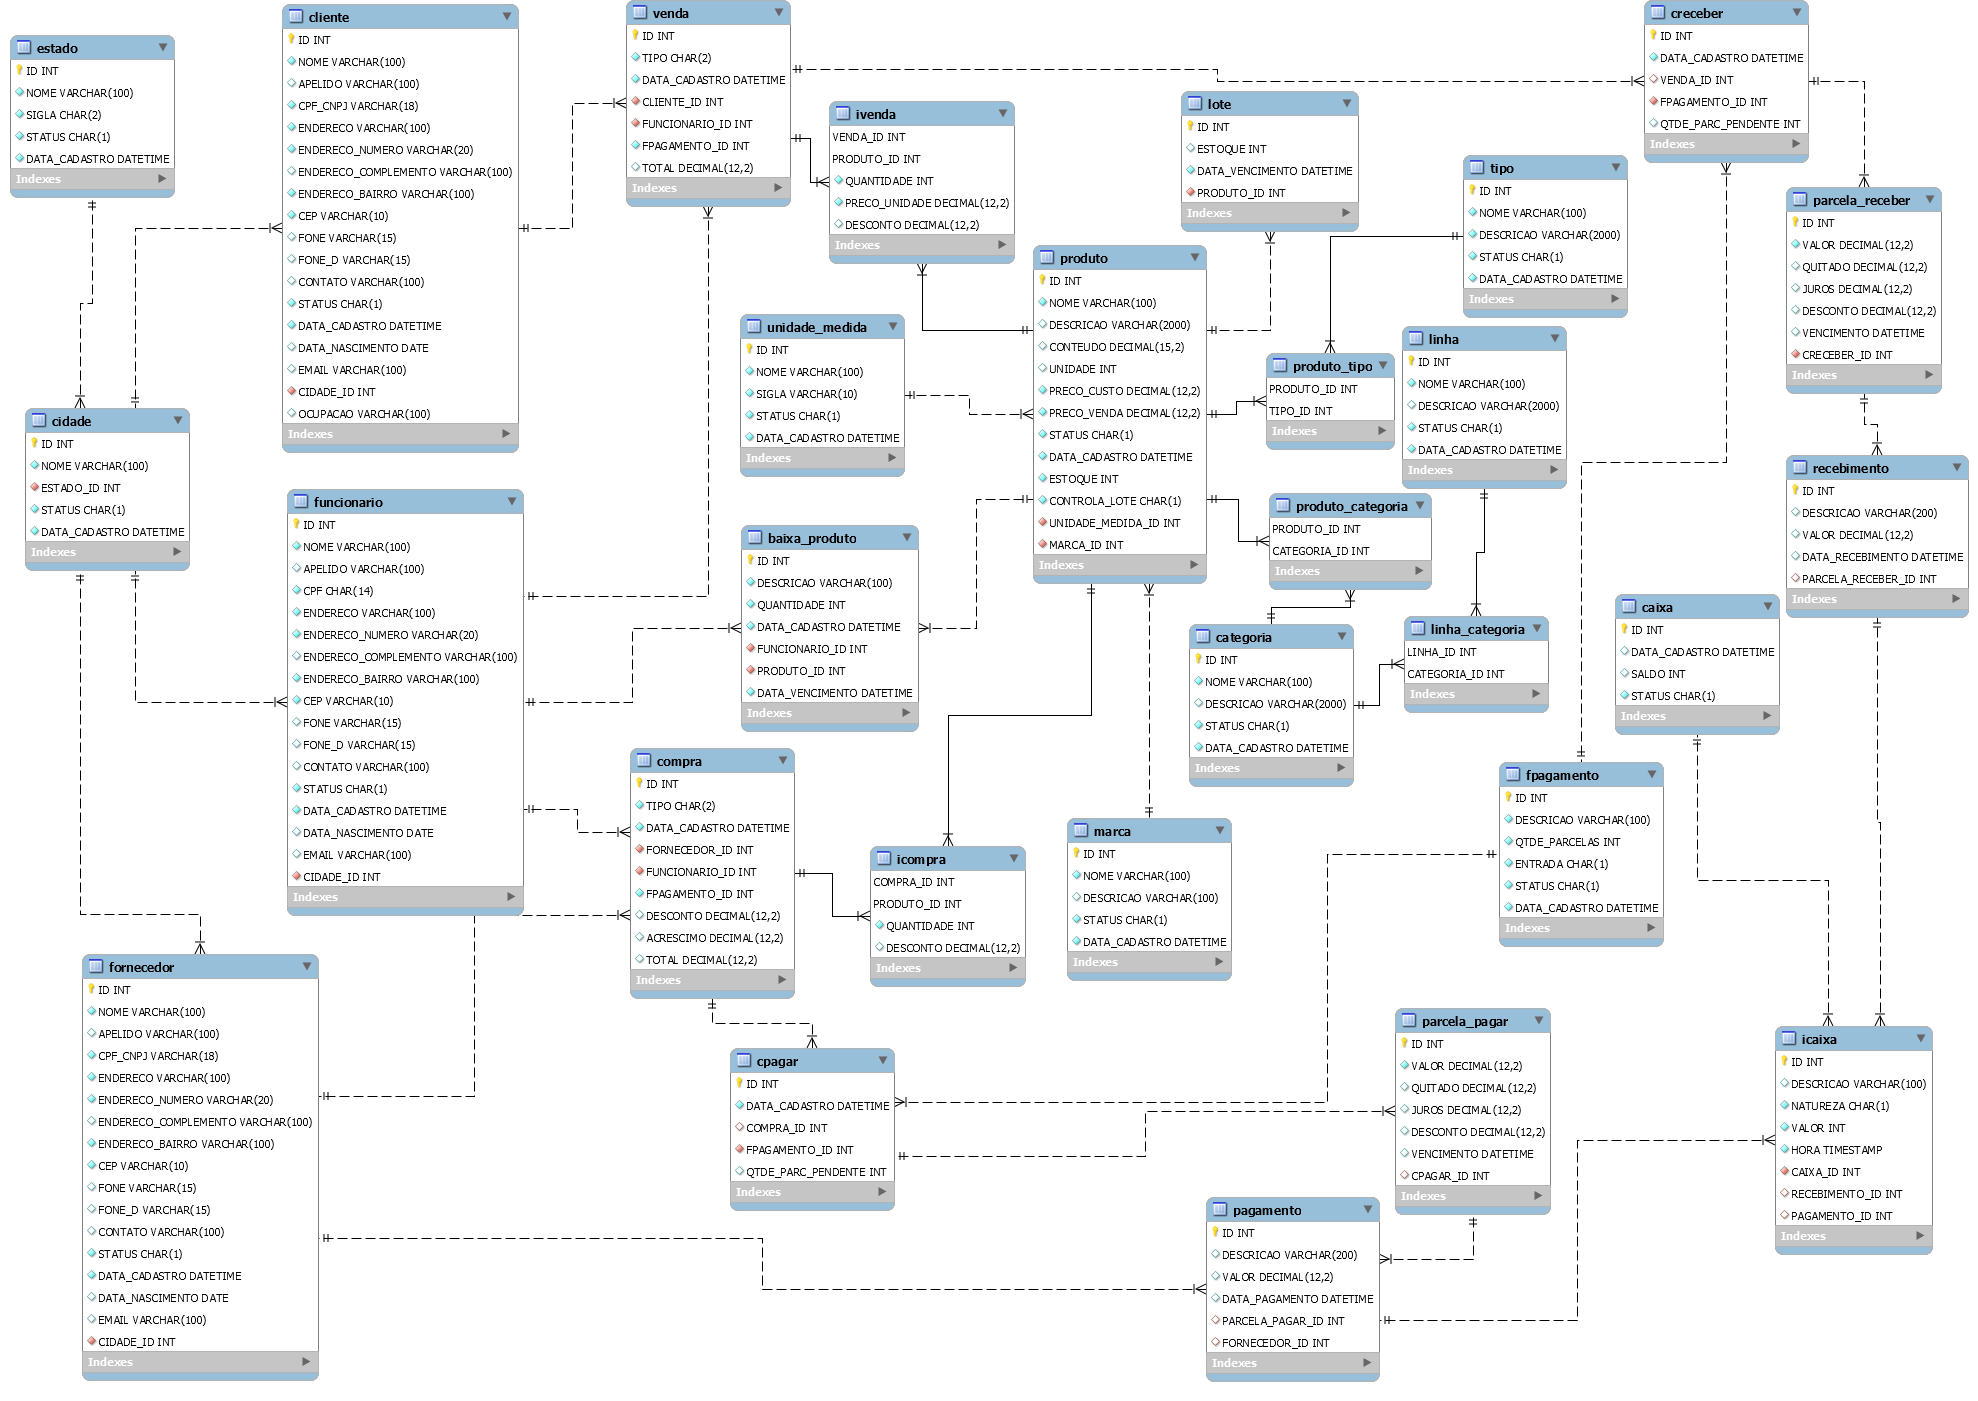 estado
ID INT
NOME VARCHAR(100)
SIGLA CHAR(2)
STATUS CHAR(1)
DATA_CADASTRO DATETIME
Indexes
cliente
ID INT
NOME VARCHAR(100)
APELIDO VARCHAR(100)
CPF_CNPJ VARCHAR(18)
ENDERECO VARCHAR(100)
ENDERECO_NUMERO VARCHAR(20)
ENDERECO_COMPLEMENTO VARCHAR(100)
ENDERECO_BAIRRO VARCHAR(100)
CEP VARCHAR(10)
FONE VARCHAR(15)
FONE_D VARCHAR(15)
CONTATO VARCHAR(100)
STATUS CHAR(1)
DATA_CADASTRO DATETIME
DATA_NASCIMENTO DATE
EMAIL VARCHAR(100)
CIDADE_ID INT
OCUPACAO VARCHAR(100)
Indexes
venda
ID INT
TIPO CHAR(2)
DATA_CADASTRO DATETIME
CLIENTE_ID INT
FUNCIONARIO_ID INT
FPAGAMENTO_ID INT
TOTAL DECIMAL(12,2)
Indexes
ivenda
VENDA_ID INT
PRODUTO_ID INT
QUANTIDADE INT
PRECO_UNIDADE DECIMAL(12,2)
DESCONTO DECIMAL(12,2)
Indexes
lote
ID INT
ESTOQUE INT
DATA_VENCIMENTO DATETIME
PRODUTO_ID INT
Indexes
creceber
ID INT
DATA_CADASTRO DATETIME
VENDA_ID INT
FPAGAMENTO_ID INT
QTDE_PARC_PENDENTE INT
Indexes
tipo
ID INT
NOME VARCHAR(100)
DESCRICAO VARCHAR(2000)
STATUS CHAR(1)
DATA_CADASTRO DATETIME
Indexes
parcela_receber
ID INT
VALOR DECIMAL(12,2)
QUITADO DECIMAL(12,2)
JUROS DECIMAL(12,2)
DESCONTO DECIMAL(12,2)
VENCIMENTO DATETIME
CRECEBER_ID INT
Indexes
produto
ID INT
NOME VARCHAR(100)
DESCRICAO VARCHAR(2000)
CONTEUDO DECIMAL(15,2)
UNIDADE INT
PRECO_CUSTO DECIMAL(12,2)
PRECO_VENDA DECIMAL(12,2)
STATUS CHAR(1)
DATA_CADASTRO DATETIME
ESTOQUE INT
CONTROLA_LOTE CHAR(1)
UNIDADE_MEDIDA_ID INT
MARCA_ID INT
Indexes
unidade_medida
ID INT
NOME VARCHAR(100)
SIGLA VARCHAR(10)
STATUS CHAR(1)
DATA_CADASTRO DATETIME
Indexes
produto_tipo
PRODUTO_ID INT
TIPO_ID INT
Indexes
linha
ID INT
NOME VARCHAR(100)
DESCRICAO VARCHAR(2000)
STATUS CHAR(1)
DATA_CADASTRO DATETIME
Indexes
cidade
ID INT
NOME VARCHAR(100)
ESTADO_ID INT
STATUS CHAR(1)
DATA_CADASTRO DATETIME
Indexes
funcionario
ID INT
NOME VARCHAR(100)
APELIDO VARCHAR(100)
CPF CHAR(14)
ENDERECO VARCHAR(100)
ENDERECO_NUMERO VARCHAR(20)
ENDERECO_COMPLEMENTO VARCHAR(100)
ENDERECO_BAIRRO VARCHAR(100)
CEP VARCHAR(10)
FONE VARCHAR(15)
FONE_D VARCHAR(15)
CONTATO VARCHAR(100)
STATUS CHAR(1)
DATA_CADASTRO DATETIME
DATA_NASCIMENTO DATE
EMAIL VARCHAR(100)
CIDADE_ID INT
Indexes
baixa_produto
ID INT
DESCRICAO VARCHAR(100)
QUANTIDADE INT
DATA_CADASTRO DATETIME
FUNCIONARIO_ID INT
PRODUTO_ID INT
DATA_VENCIMENTO DATETIME
Indexes
produto_categoria
PRODUTO_ID INT
CATEGORIA_ID INT
Indexes
recebimento
ID INT
DESCRICAO VARCHAR(200)
VALOR DECIMAL(12,2)
DATA_RECEBIMENTO DATETIME
PARCELA_RECEBER_ID INT
Indexes
categoria
ID INT
NOME VARCHAR(100)
DESCRICAO VARCHAR(2000)
STATUS CHAR(1)
DATA_CADASTRO DATETIME
Indexes
linha_categoria
LINHA_ID INT
CATEGORIA_ID INT
Indexes
caixa
ID INT
DATA_CADASTRO DATETIME
SALDO INT
STATUS CHAR(1)
Indexes
compra
ID INT
TIPO CHAR(2)
DATA_CADASTRO DATETIME
FORNECEDOR_ID INT
FUNCIONARIO_ID INT
FPAGAMENTO_ID INT
DESCONTO DECIMAL(12,2)
ACRESCIMO DECIMAL(12,2)
TOTAL DECIMAL(12,2)
Indexes
icompra
COMPRA_ID INT
PRODUTO_ID INT
QUANTIDADE INT
DESCONTO DECIMAL(12,2)
Indexes
marca
ID INT
NOME VARCHAR(100)
DESCRICAO VARCHAR(100)
STATUS CHAR(1)
DATA_CADASTRO DATETIME
Indexes
fpagamento
ID INT
DESCRICAO VARCHAR(100)
QTDE_PARCELAS INT
ENTRADA CHAR(1)
STATUS CHAR(1)
DATA_CADASTRO DATETIME
Indexes
fornecedor
ID INT
NOME VARCHAR(100)
APELIDO VARCHAR(100)
CPF_CNPJ VARCHAR(18)
ENDERECO VARCHAR(100)
ENDERECO_NUMERO VARCHAR(20)
ENDERECO_COMPLEMENTO VARCHAR(100)
ENDERECO_BAIRRO VARCHAR(100)
CEP VARCHAR(10)
FONE VARCHAR(15)
FONE_D VARCHAR(15)
CONTATO VARCHAR(100)
STATUS CHAR(1)
DATA_CADASTRO DATETIME
DATA_NASCIMENTO DATE
EMAIL VARCHAR(100)
CIDADE_ID INT
Indexes
cpagar
ID INT
DATA_CADASTRO DATETIME
COMPRA_ID INT
FPAGAMENTO_ID INT
QTDE_PARC_PENDENTE INT
Indexes
parcela_pagar
ID INT
VALOR DECIMAL(12,2)
QUITADO DECIMAL(12,2)
JUROS DECIMAL(12,2)
DESCONTO DECIMAL(12,2)
VENCIMENTO DATETIME
CPAGAR_ID INT
Indexes
icaixa
ID INT
DESCRICAO VARCHAR(100)
NATUREZA CHAR(1)
VALOR INT
HORA TIMESTAMP
CAIXA_ID INT
RECEBIMENTO_ID INT
PAGAMENTO_ID INT
Indexes
pagamento
ID INT
DESCRICAO VARCHAR(200)
VALOR DECIMAL(12,2)
DATA_PAGAMENTO DATETIME
PARCELA_PAGAR_ID INT
FORNECEDOR_ID INT
Indexes